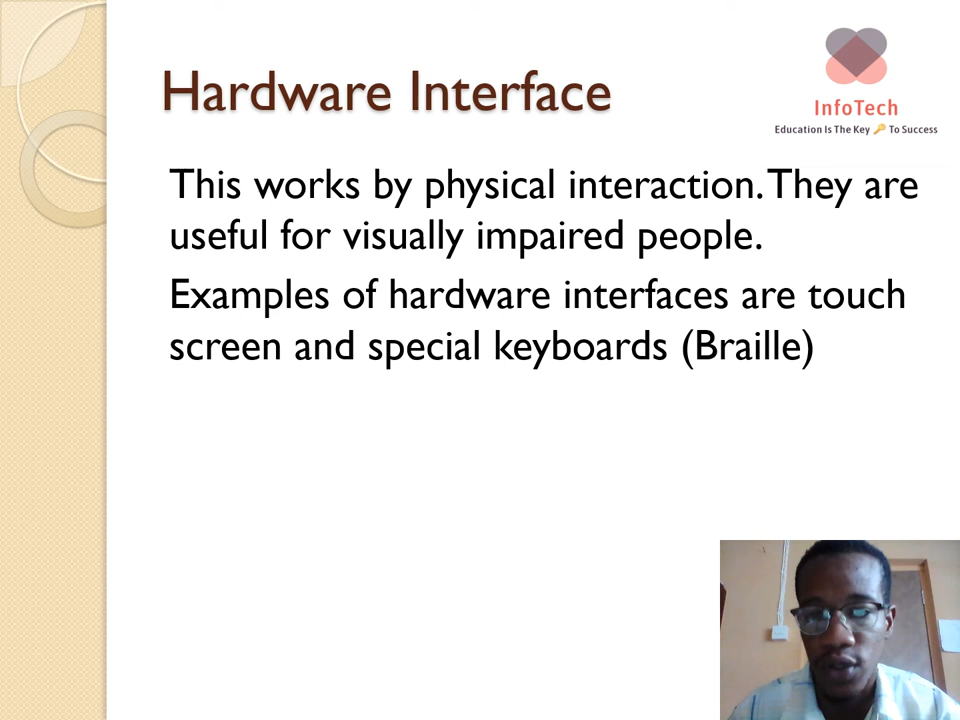 Hardware Interface
InfoTech
Education Is The Key 🔑 To Success
This works by physical interaction. They are
useful for visually impaired people.
Examples of hardware interfaces are touch
screen and special keyboards (Braille)